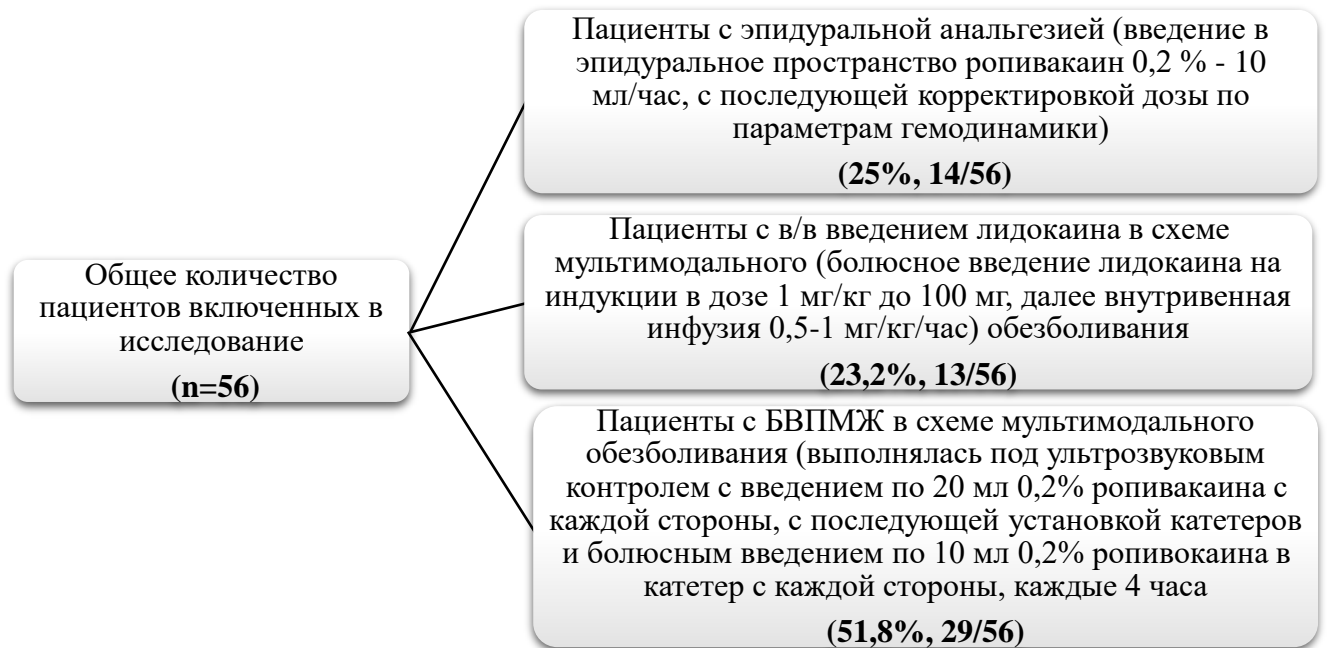 Общее количество
пациентов включенных в
исследование
(n=56)
Пациенты с эпидуральной анальгезией (введение в
эпидуральное пространство ропивакаин 0,2 % - 10
мл/час, с последующей корректировкой дозы по
параметрам гемодинамики)
(25%, 14/56)
Пациенты с в/в введением лидокаина в схеме
мультимодального (болюсное введение лидокаина на
индукции в дозе 1 мг/кг до 100 мг, далее внутривенная
инфузия 0,5-1 мг/кг/час) обезболивания
(23,2%, 13/56)
Пациенты с БВПМЖ в схеме мультимодального
обезболивания (выполнялась под ультрозвуковым
контролем с введением по 20 мл 0,2% ропивакаина с
каждой стороны, с последующей установкой катетеров
и болюсным введением по 10 мл 0,2% ропивокаина в
катетер с каждой стороны, каждые 4 часа
(51,8%, 29/56)